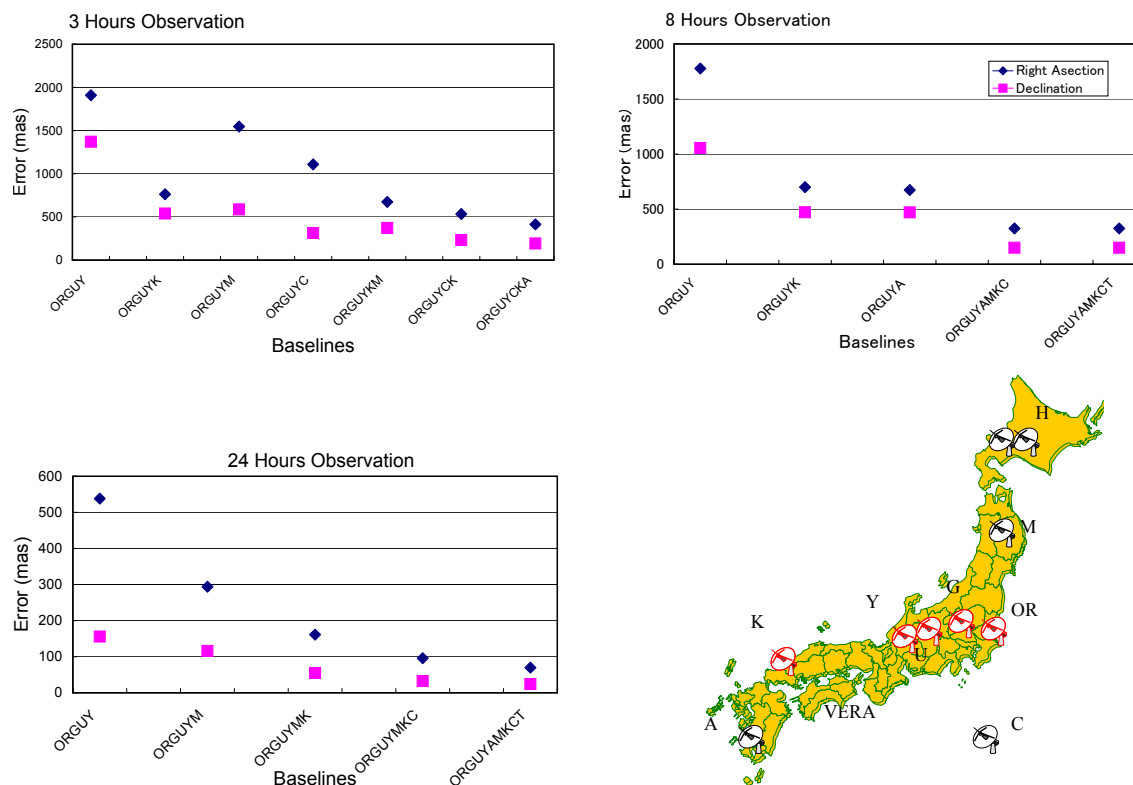 3 Hours Observation
2500
2000
1500
1000
500
0
Error (mas)
ORGUY
ORGUYK
ORGUYM
ORGUYC
ORGUYKM
ORGUYCK
ORGUYCKA
Baselines
8 Hours Observation
2000
1500
1000
500
0
Error (mas)
Right Asection
Declination
ORGUY
ORGUYK
ORGUYA
ORGUYAMKC
ORGUYAMKCT
Baselines
24 Hours Observation
600
500
400
300
200
100
0
Error (mas)
ORGUY
ORGUYM
ORGUYMK
ORGUYMKC
ORGUYAMKCT
Baselines
H
M
G
Y
OR
K
U
VERA
A
C